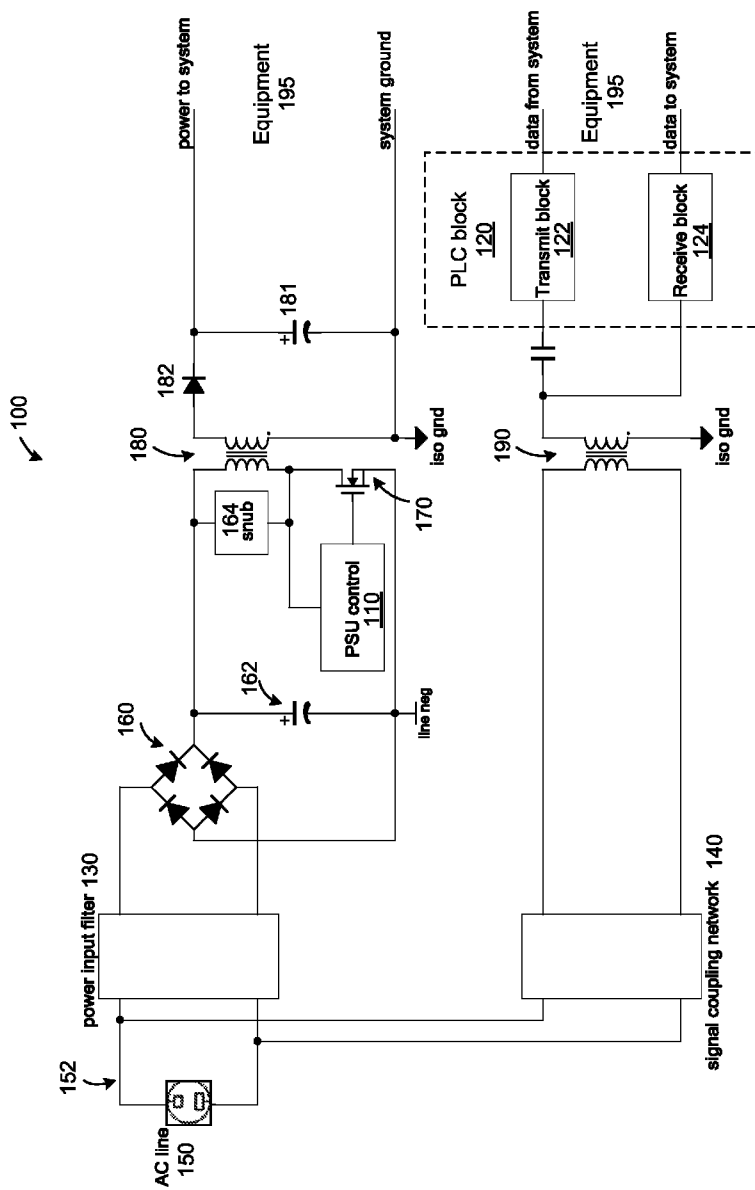 100
AC line
150
152
power input filter 130
160
162
+
line neg
164
snub
PSU control
110
170
180
182
+
181
iso gnd
power to system
Equipment
195
system ground
signal coupling network 140
190
iso gnd
PLC block
120
Transmit block
122
Receive block
124
data from system
Equipment
195
data to system